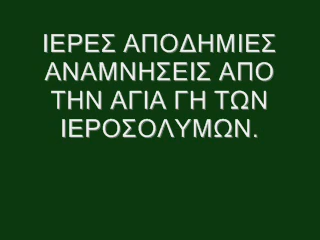 ΙΕΡΕΣ ΑΠΟΔΗΜΙΕΣ
ΑΝΑΜΝΗΣΕΙΣ ΑΠΟ
ΤΗΝ ΑΓΙΑ ΓΗ ΤΩΝ
ΙΕΡΟΣΟΛΥΜΩΝ.